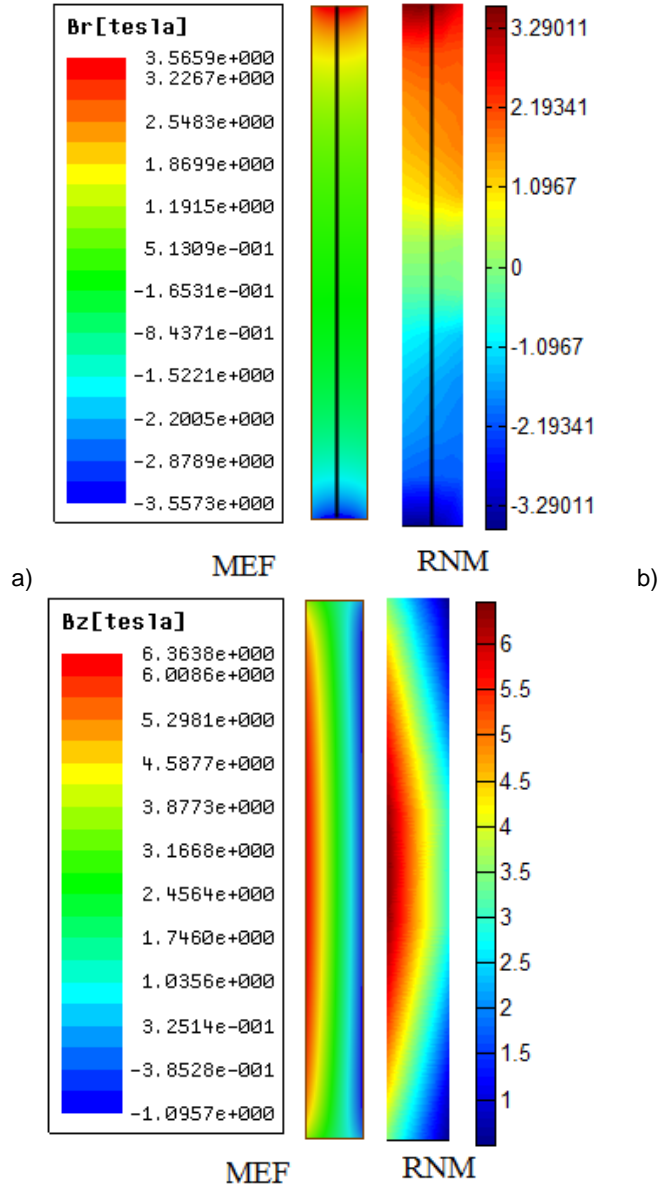 Br[tesla]
3.5659e+000
3.2267e+000
2.5483e+000
1.8699e+000
1.1915e+000
5.1309e-001
-1.6531e-001
-8.4371e-001
-1.5221e+000
-2.2005e+000
-2.8789e+000
-3.5573e+000
3.29011
2.19341
1.0967
0
-1.0967
-2.19341
-3.29011
MEF
RNM
a)
b)
Bz[tesla]
6.3638e+000
6.0086e+000
5.2981e+000
4.5877e+000
3.8773e+000
3.1668e+000
2.4564e+000
1.7460e+000
1.0356e+000
3.2514e-001
-3.8528e-001
-1.0957e+000
6
5.5
5
4.5
4
3.5
3
2.5
2
1.5
1
MEF
RNM